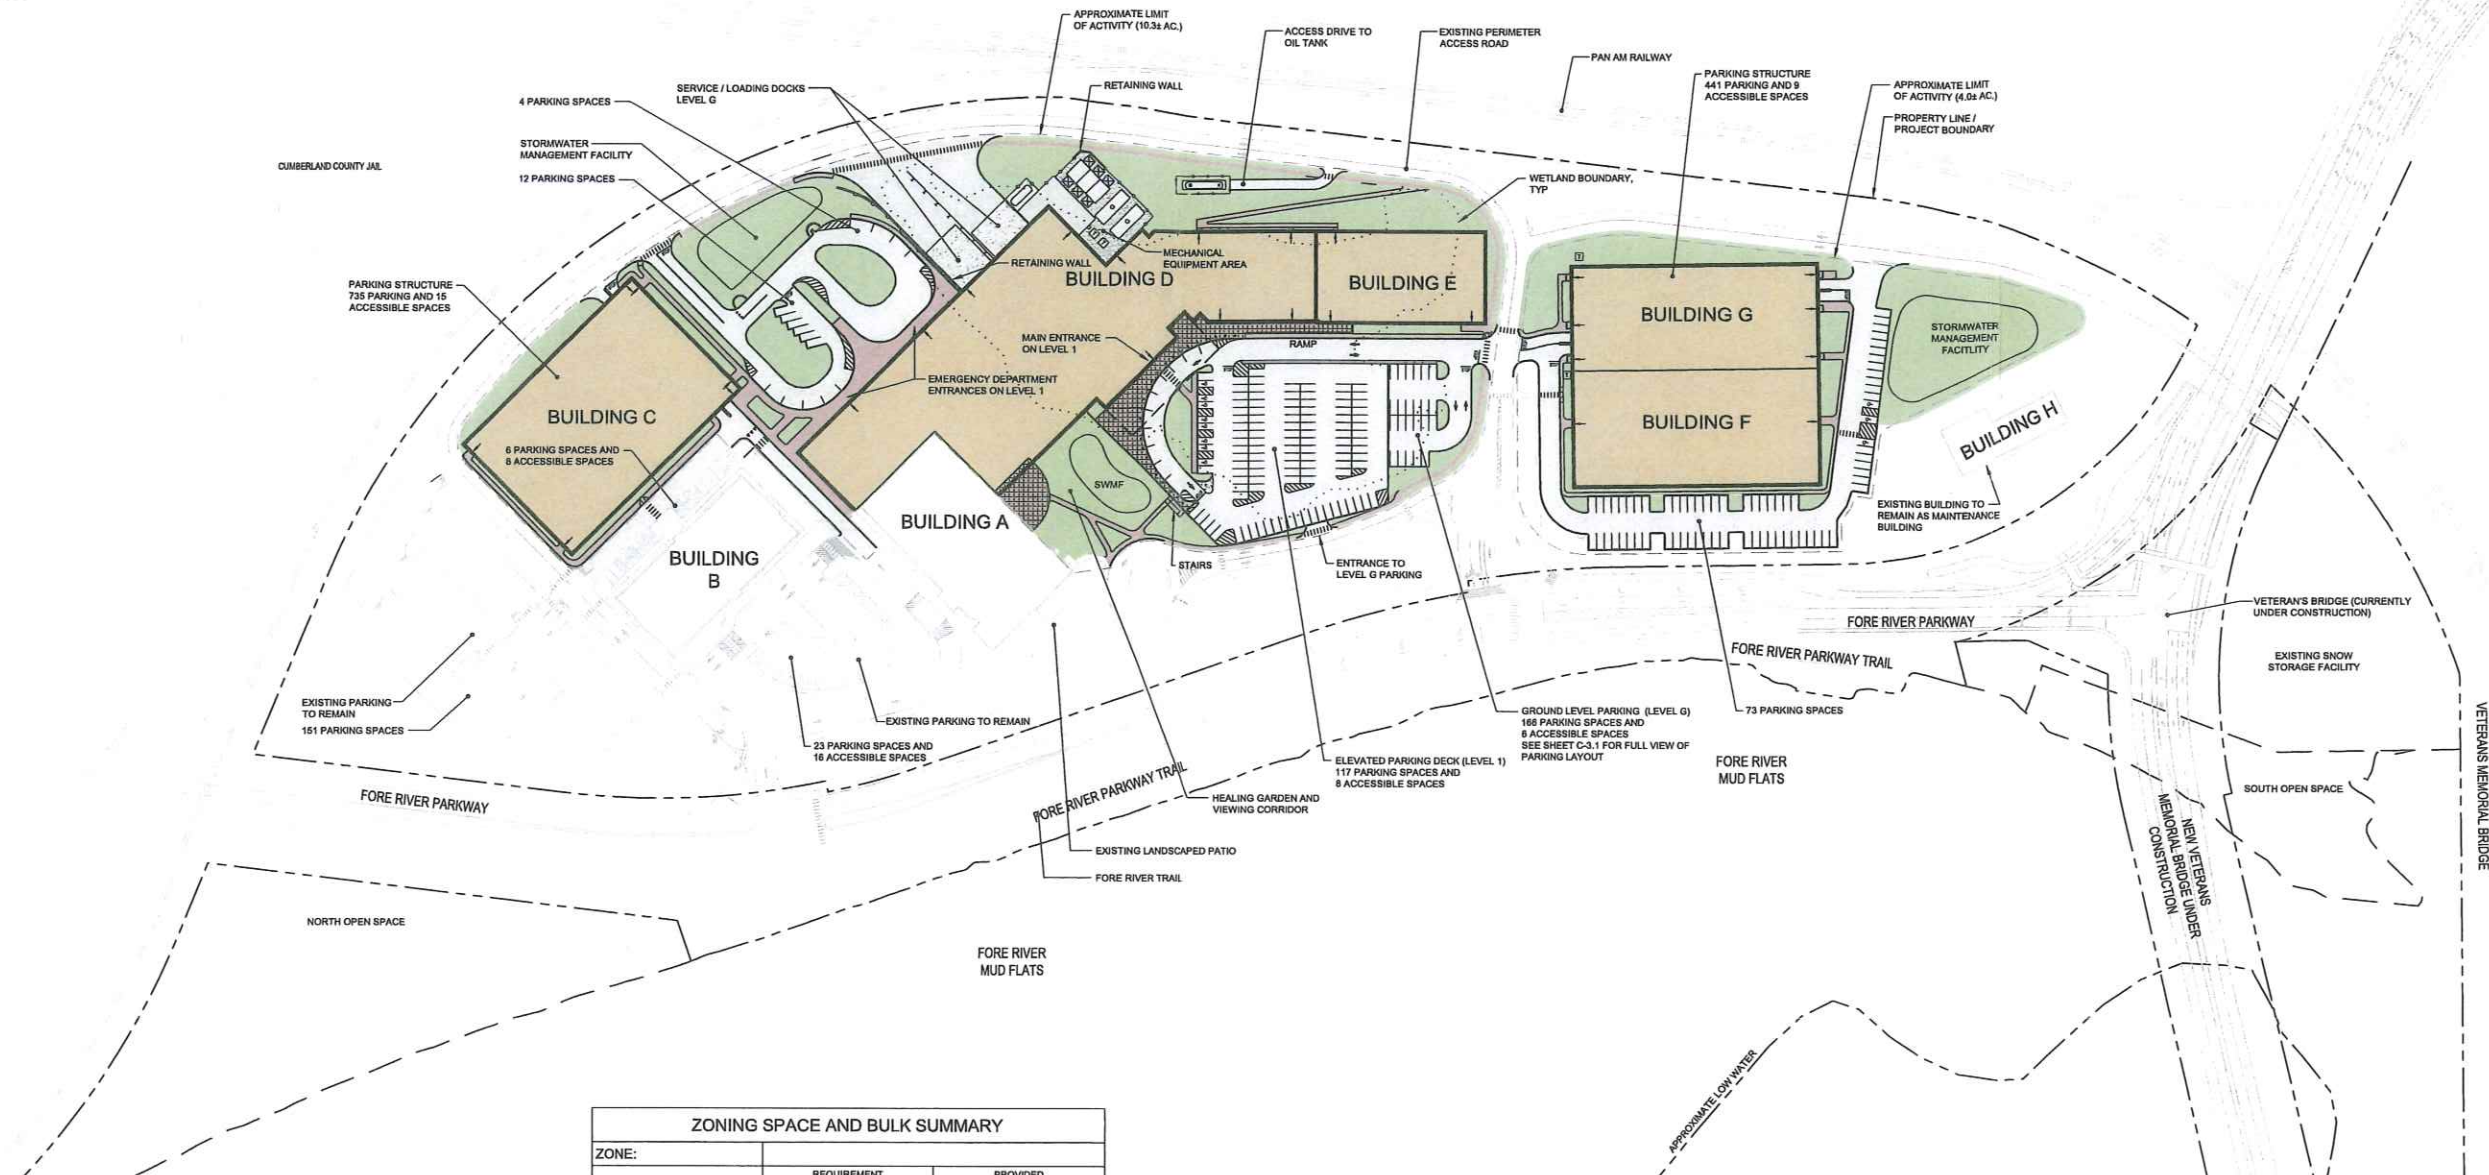 APPROXIMATE LIMIT
OF ACTIVITY (10.3± AC.)
ACCESS DRIVE TO
OIL TANK
EXISTING PERIMETER
ACCESS ROAD
PAN AM RAILWAY
PARKING STRUCTURE
441 PARKING AND 9
ACCESSIBLE SPACES
APPROXIMATE LIMIT
OF ACTIVITY (4.0± AC.)
PROPERTY LINE /
PROJECT BOUNDARY
SERVICE / LOADING DOCKS
LEVEL G
RETAINING WALL
4 PARKING SPACES
STORMWATER
MANAGEMENT FACILITY
12 PARKING SPACES
CUMBERLAND COUNTY JAIL
WETLAND BOUNDARY,
TYP
MECHANICAL
EQUIPMENT AREA
RETAINING WALL
BUILDING D
BUILDING E
PARKING STRUCTURE
735 PARKING AND 15
ACCESSIBLE SPACES
MAIN ENTRANCE
ON LEVEL 1
RAMP
BUILDING G
STORMWATER
MANAGEMENT
FACITLITY
EMERGENCY DEPARTMENT
ENTRANCES ON LEVEL 1
BUILDING C
BUILDING F
BUILDING H
6 PARKING SPACES AND
8 ACCESSIBLE SPACES
SWMF
BUILDING A
EXISTING BUILDING TO
REMAIN AS MAINTENANCE
BUILDING
BUILDING
B
STAIRS
ENTRANCE TO
LEVEL G PARKING
VETERAN'S BRIDGE (CURRENTLY
UNDER CONSTRUCTION)
FORE RIVER PARKWAY
FORE RIVER PARKWAY TRAIL
EXISTING SNOW
STORAGE FACILITY
EXISTING PARKING
TO REMAIN
151 PARKING SPACES
EXISTING PARKING TO REMAIN
23 PARKING SPACES AND
16 ACCESSIBLE SPACES
GROUND LEVEL PARKING (LEVEL G)
166 PARKING SPACES AND
6 ACCESSIBLE SPACES
SEE SHEET C-3.1 FOR FULL VIEW OF
PARKING LAYOUT
73 PARKING SPACES
ELEVATED PARKING DECK (LEVEL 1)
117 PARKING SPACES AND
8 ACCESSIBLE SPACES
FORE RIVER
MUD FLATS
VETERANS MEMORIAL BRIDGE
SOUTH OPEN SPACE
FORE RIVER PARKWAY
FORE RIVER PARKWAY TRAIL
HEALING GARDEN AND
VIEWING CORRIDOR
NEW VETERANS
MEMORIAL BRIDGE UNDER
CONSTRUCTION
EXISTING LANDSCAPED PATIO
FORE RIVER TRAIL
NORTH OPEN SPACE
FORE RIVER
MUD FLATS
APPROXIMATE LOW WATER
ZONING SPACE AND BULK SUMMARY
ZONE:
REQUIREMENT PROVIDED